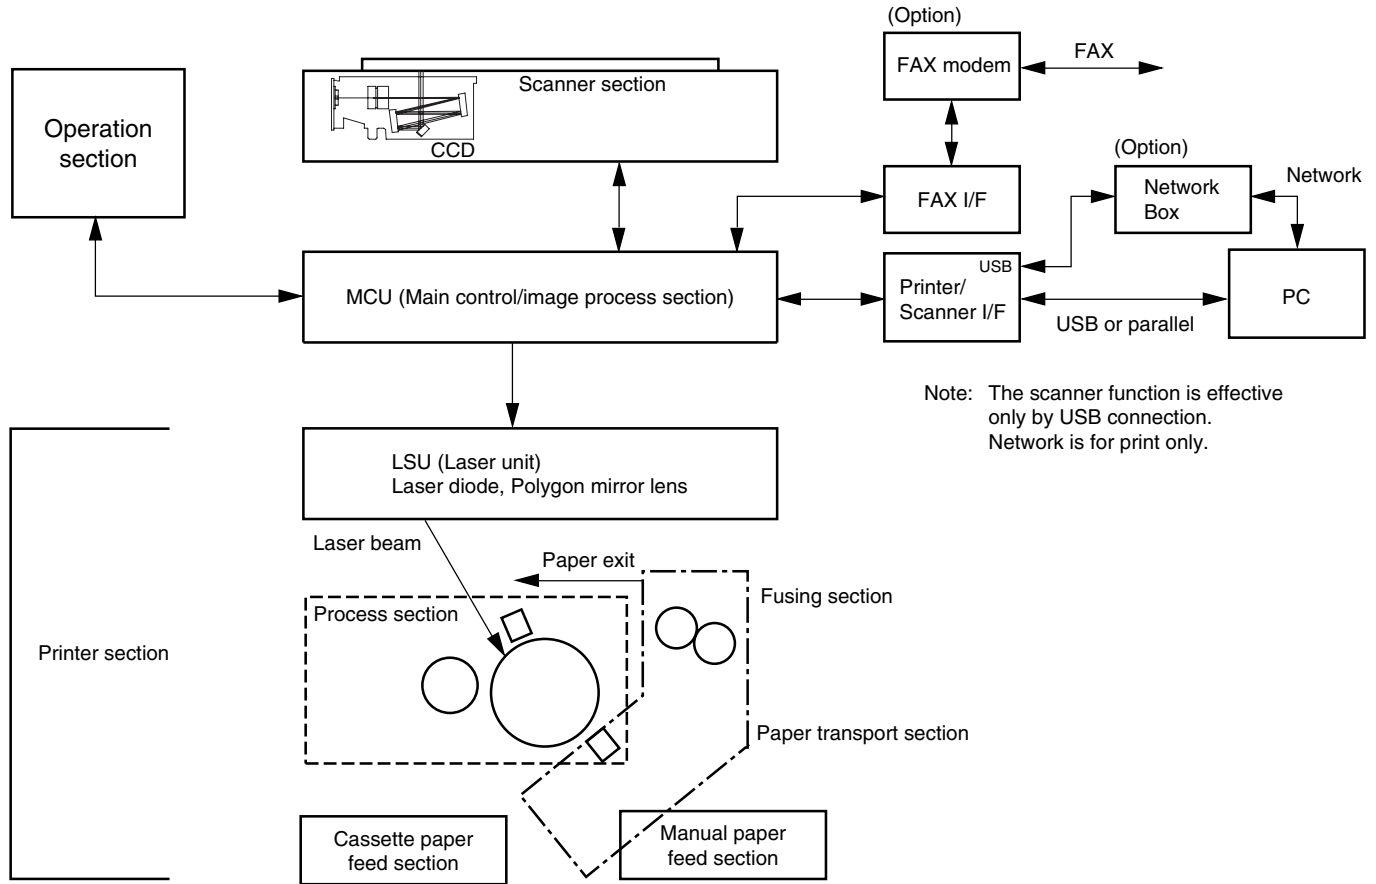 (Option)
FAX modem
FAX
Scanner section
CCD
Operation
section
(Option)
Network
Box
Network
FAX I/F
USB
Printer/
Scanner I/F
MCU (Main control/image process section)
USB or parallel
PC
Note: The scanner function is effective
only by USB connection.
Network is for print only.
LSU (Laser unit)
Laser diode, Polygon mirror lens
Laser beam
Paper exit
Process section
Fusing section
Printer section
Paper transport section
Cassette paper
feed section
Manual paper
feed section